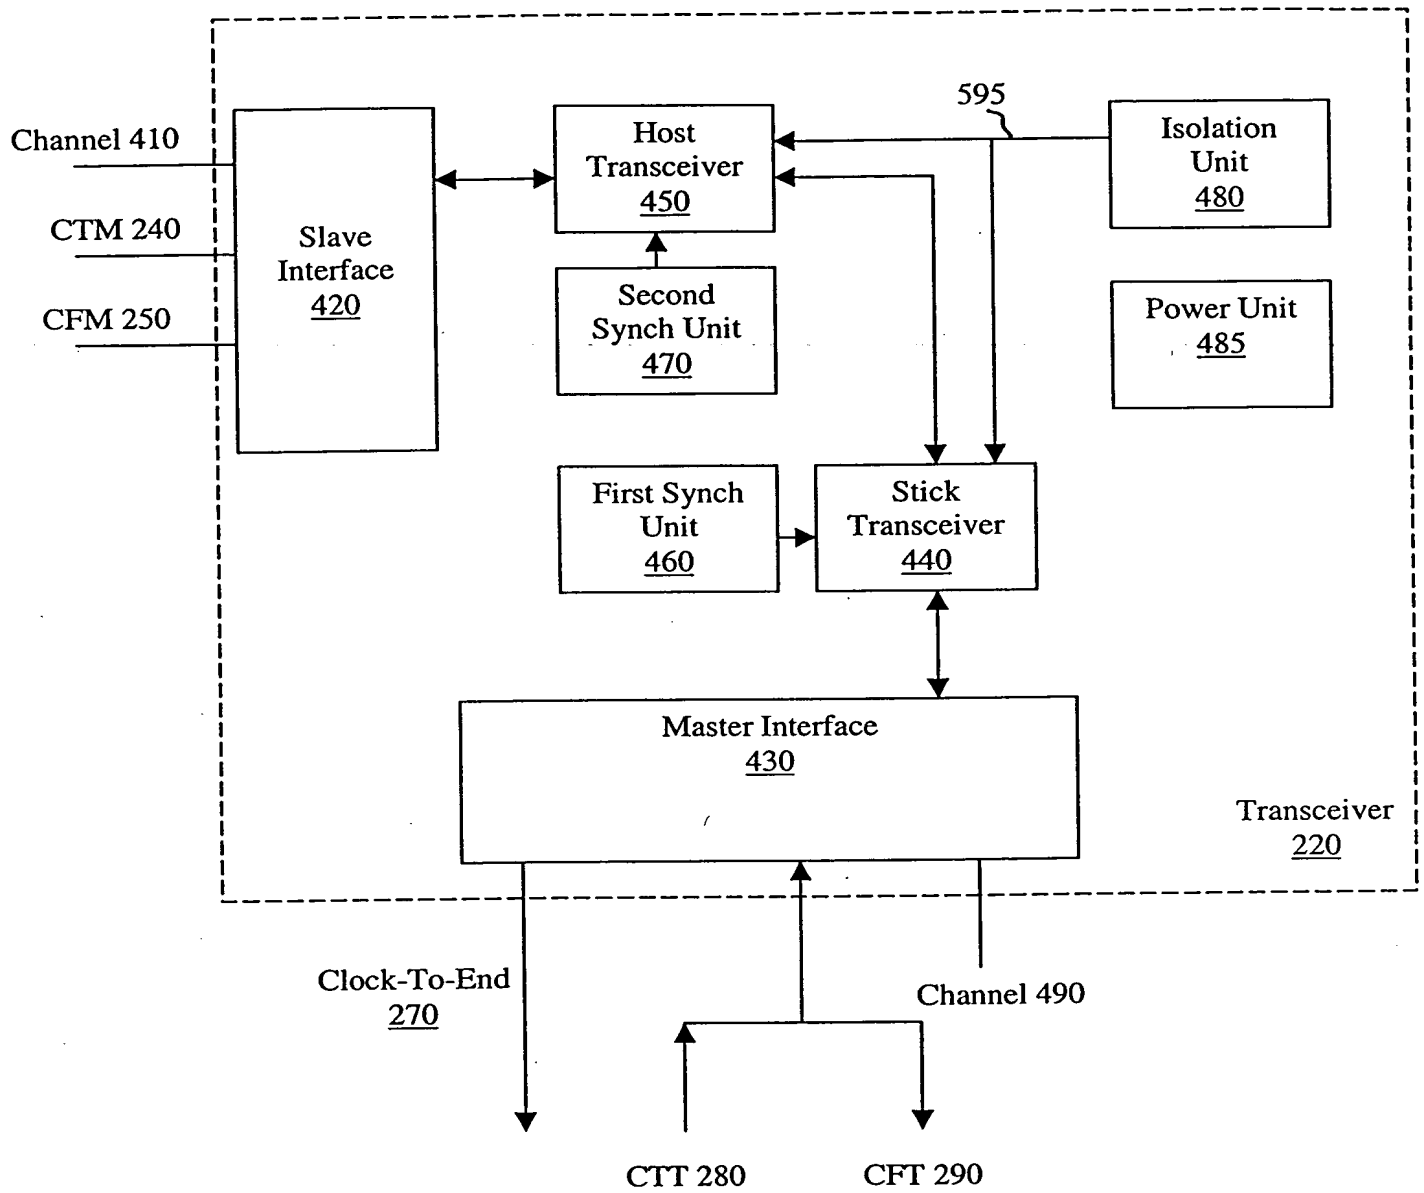 595
Channel 410
CTM 240
CFM 250
Slave
Interface
420
Host
Transceiver
450
Isolation
Unit
480
Second
Synch Unit
470
Power Unit
485
First Synch
Unit
460
Stick
Transceiver
440
Master Interface
430
Transceiver
220
Clock-To-End
270
Channel 490
CTT 280
CFT 290